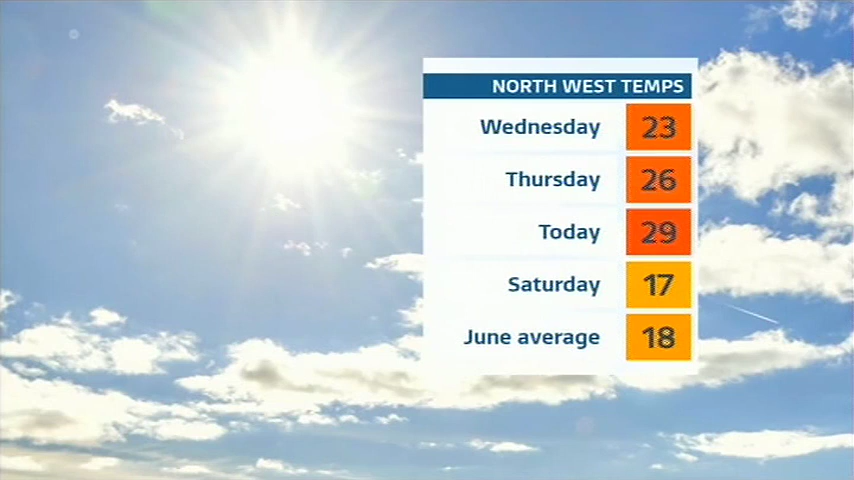 NORTH WEST TEMPS
Wednesday 23
Thursday 26
Today 29
Saturday 17
June average 18